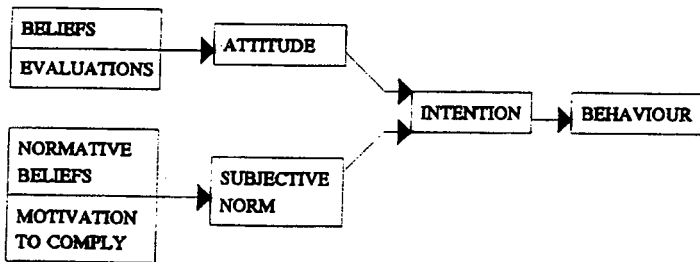 BELIEFS
EVALUATIONS
ATTITUDE
INTENTION
BEHAVIOUR
NORMATIVE
BELIEFS
MOTIVATION
TO COMPLY
SUBJECTIVE
NORM